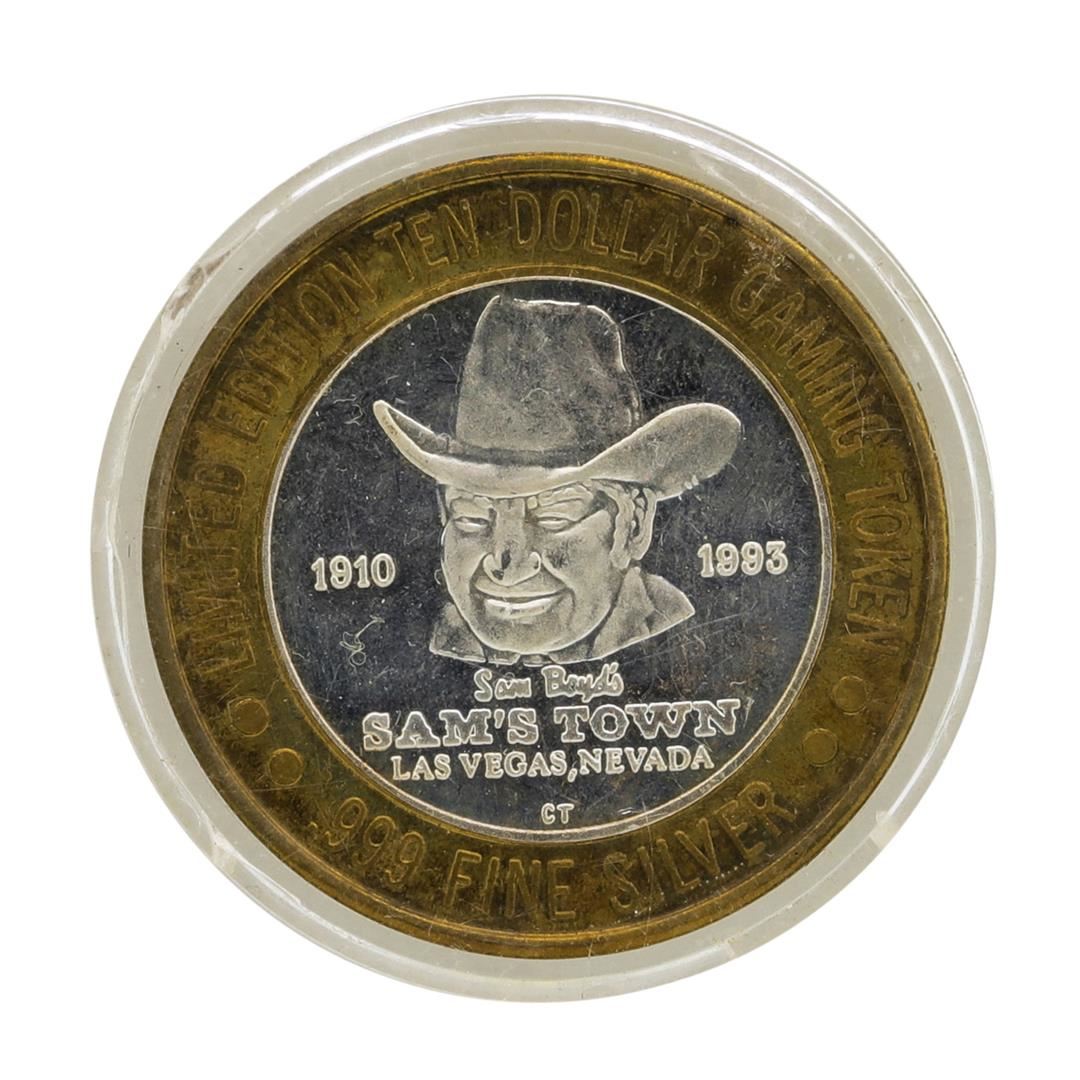 LIMITED EDITION TEN DOLLAR GAMING TOKEN
1910
1993
Sam Boyd's
SAM'S TOWN
LAS VEGAS, NEVADA
CT
.999 FINE SILVER